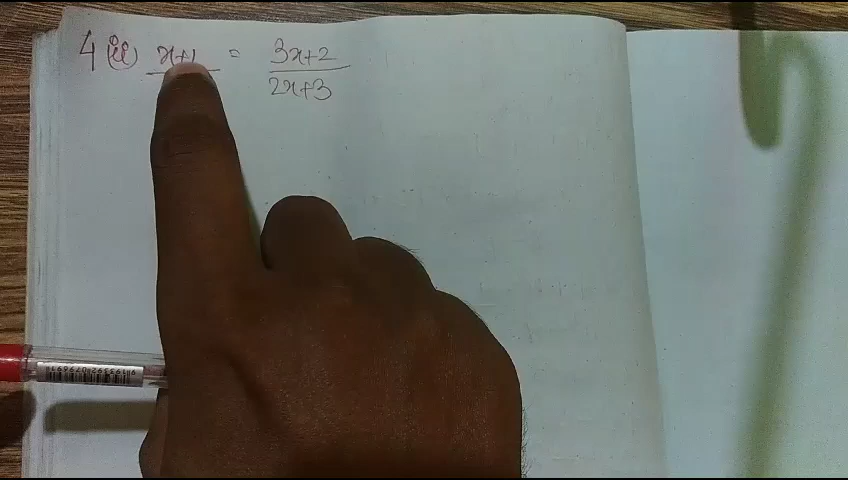 4 (ii) x+1 = 3x+2
2x+3